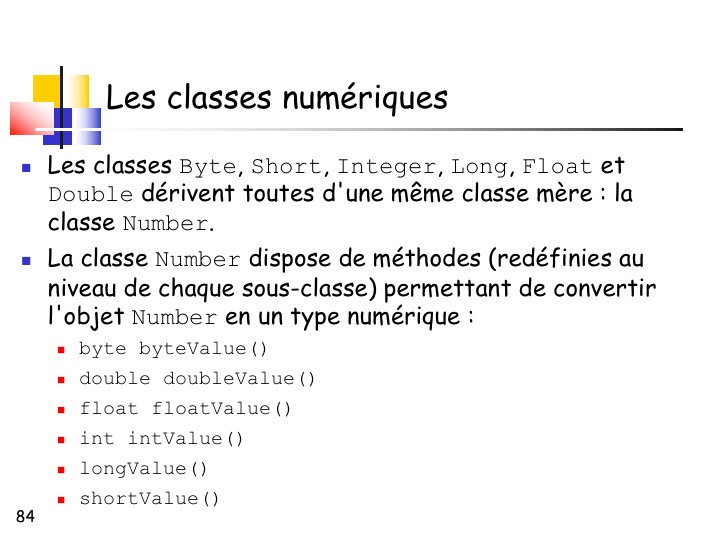 Les classes numériques
Les classes Byte, Short, Integer, Long, Float et
Double dérivent toutes d'une même classe mère : la
classe Number.
La classe Number dispose de méthodes (redéfinies au
niveau de chaque sous-classe) permettant de convertir
l'objet Number en un type numérique :
byte byteValue()
double doubleValue()
float floatValue()
int intValue()
longValue()
shortValue()
84